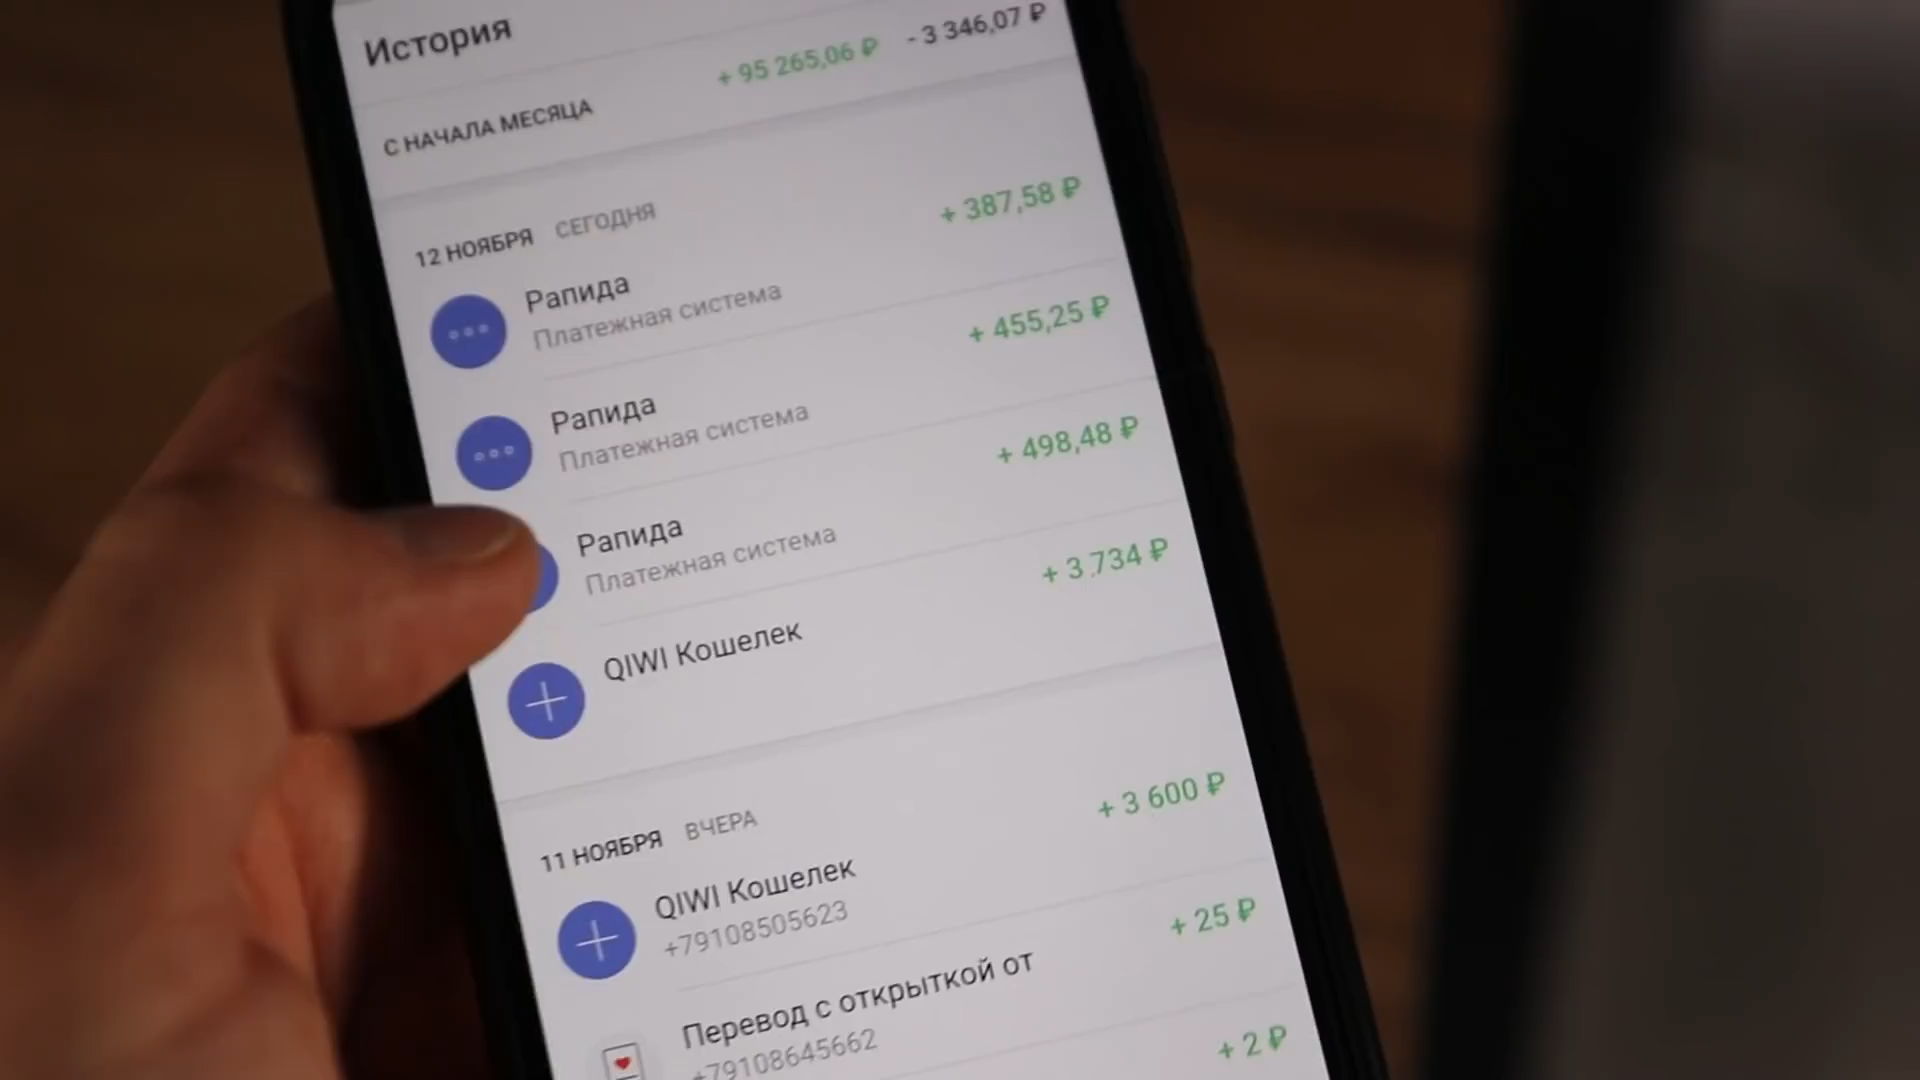 История
С НАЧАЛА МЕСЯЦА + 95 265,06 ₽ - 3 346,07 ₽
12 НОЯБРЯ СЕГОДНЯ
Рапида + 387,58 ₽
Платежная система
Рапида + 455,25 ₽
Платежная система
Рапида + 498,48 ₽
Платежная система
QIWI Кошелек + 3 734 ₽
11 НОЯБРЯ ВЧЕРА
QIWI Кошелек + 3 600 ₽
+79108505623
Перевод с открыткой от + 25 ₽
+79108645662
+ 2 ₽